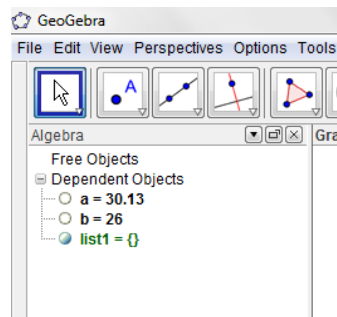 GeoGebra
File Edit View Perspectives Options Tools
A
Algebra
Gra
Free Objects
Dependent Objects
a = 30.13
b = 26
list1 = {}